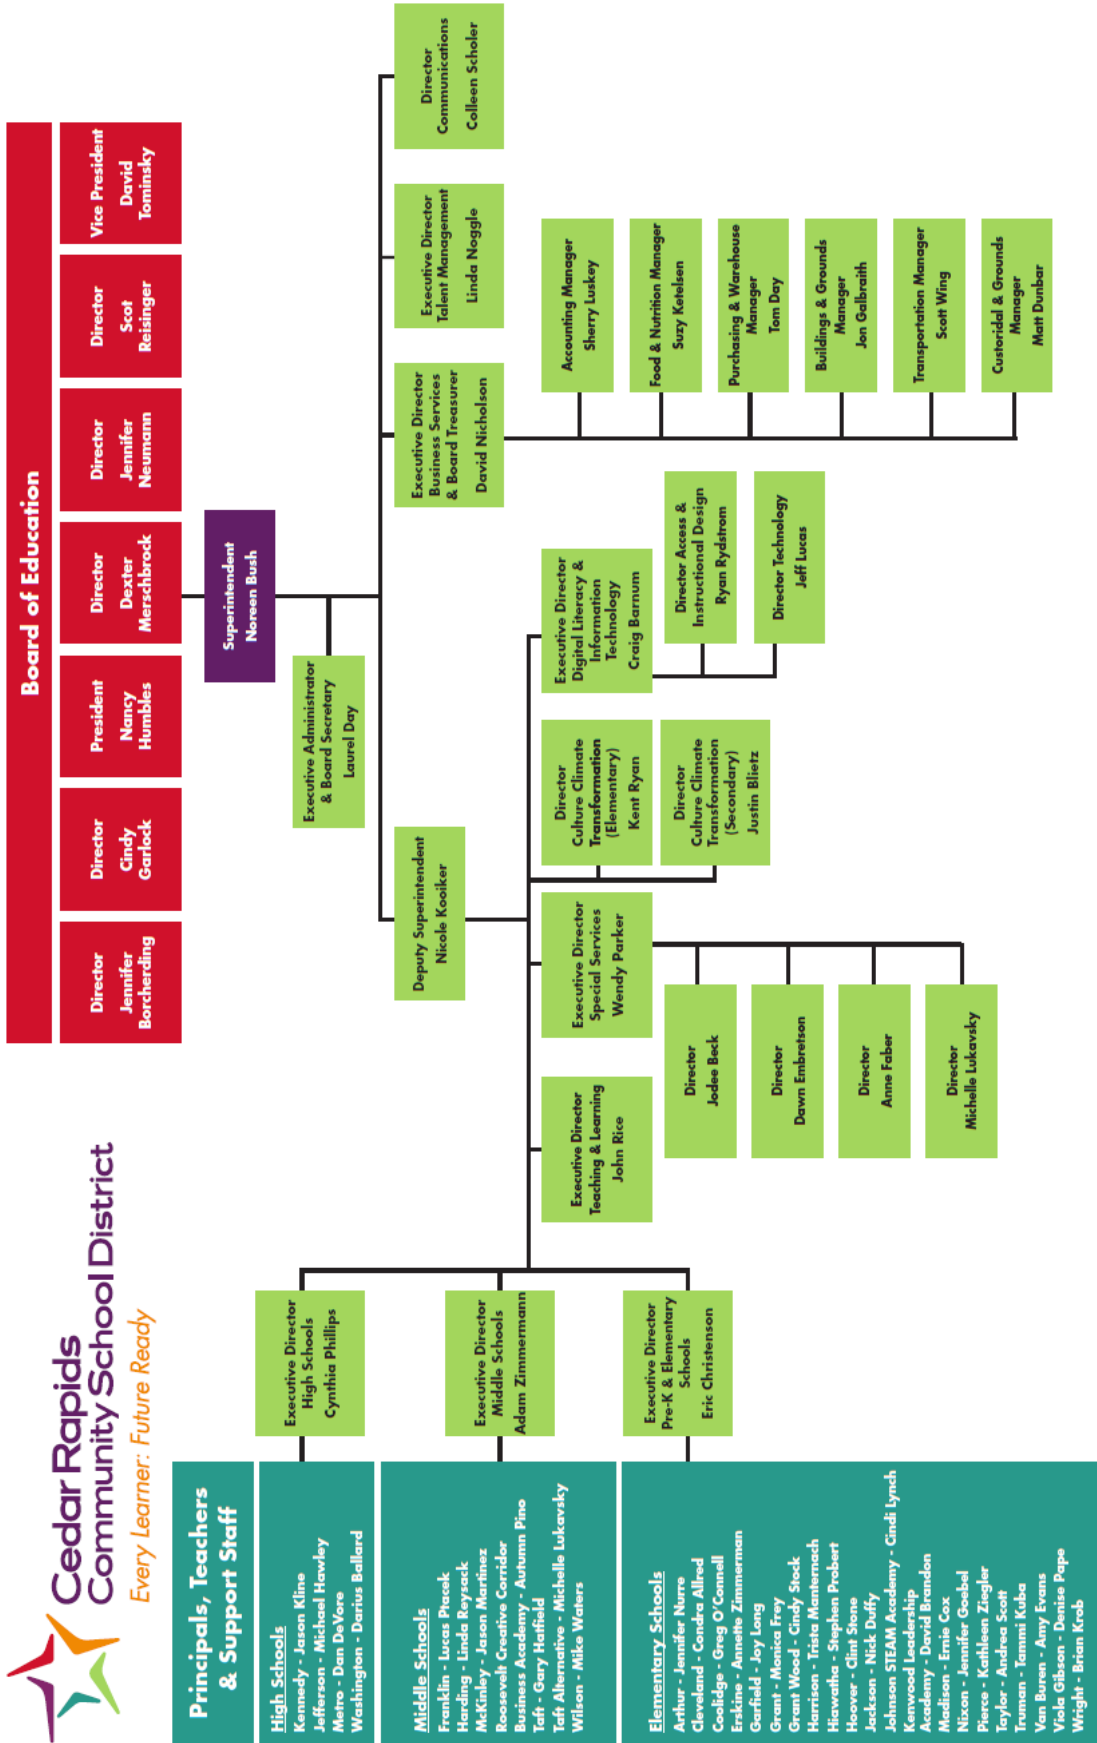 Cedar Rapids
Community School District
Every Learner: Future Ready
Board of Education
Director
Jennifer
Borcherding
Director
Cindy
Garlock
President
Nancy
Humbles
Director
Dexter
Merschbrock
Director
Jennifer
Neumann
Director
Scot
Reisinger
Vice President
David
Tominsky
Superintendent
Noreen Bush
Executive Administrator
& Board Secretary
Laurel Day
Deputy Superintendent
Nicole Kooiker
Executive Director
Business Services
& Board Treasurer
David Nicholson
Executive Director
Talent Management
Linda Noggle
Director
Communications
Colleen Scholer
Executive Director
Teaching & Learning
John Rice
Executive Director
Special Services
Wendy Parker
Director
Culture Climate
Transformation
(Elementary)
Kent Ryan
Director
Culture Climate
Transformation
(Secondary)
Justin Blietz
Executive Director
Digital Literacy &
Information
Technology
Craig Barnum
Director Access &
Instructional Design
Ryan Rydstrom
Director Technology
Jeff Lucas
Accounting Manager
Sherry Luskey
Food & Nutrition Manager
Suzy Ketelsen
Purchasing & Warehouse
Manager
Tom Day
Buildings & Grounds
Manager
Jon Galbraith
Transportation Manager
Scott Wing
Custoridal & Grounds
Manager
Matt Dunbar
Director
Jodee Beck
Director
Dawn Embretson
Director
Anne Faber
Director
Michelle Lukavsky
Executive Director
High Schools
Cynthia Phillips
Executive Director
Middle Schools
Adam Zimmermann
Executive Director
Pre-K & Elementary
Schools
Eric Christenson
Principals, Teachers
& Support Staff
High Schools
Kennedy - Jason Kline
Jefferson - Michael Hawley
Metro - Dan DeVore
Washington - Darius Ballard
Middle Schools
Franklin - Lucas Ptacek
Harding - Linda Reysack
McKinley - Jason Martinez
Roosevelt Creative Corridor
Business Academy - Autumn Pino
Taft - Gary Hatfield
Taft Alternative - Michelle Lukavsky
Wilson - Mike Waters
Elementary Schools
Arthur - Jennifer Nurre
Cleveland - Condra Allred
Coolidge - Greg O'Connell
Erskine - Annette Zimmerman
Garfield - Joy Long
Grant - Monica Frey
Grant Wood - Cindy Stock
Harrison - Trista Manternach
Hiawatha - Stephen Probert
Hoover - Clint Stone
Jackson - Nick Duffy
Johnson STEAM Academy - Cindi Lynch
Kenwood Leadership
Academy - David Brandon
Madison - Ernie Cox
Nixon - Jennifer Goebel
Pierce - Kathleen Ziegler
Taylor - Andrea Scott
Truman - Tammi Kuba
Van Buren - Amy Evans
Viola Gibson - Denise Pape
Wright - Brian Krob